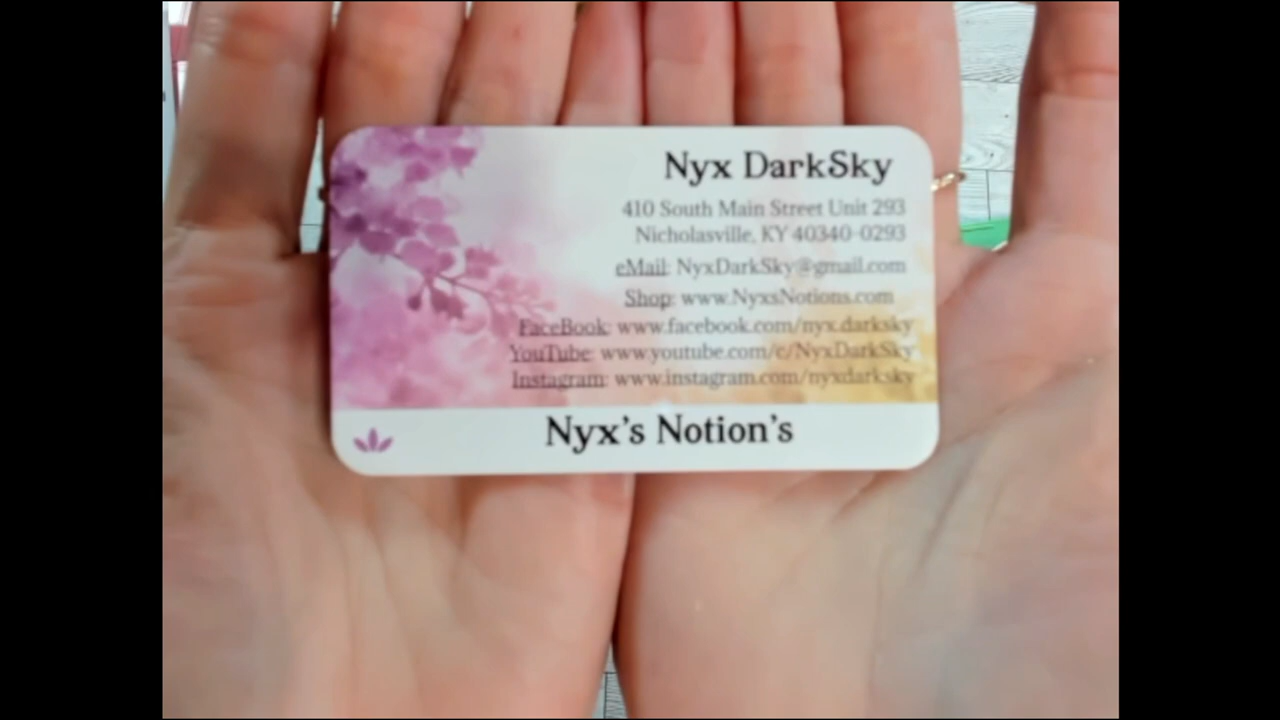 Nyx DarkSky
410 South Main Street Unit 293
Nicholasville, KY 40340-0293
eMail: NyxDarkSky@gmail.com
Shop: www.NyxsNotions.com
FaceBook: www.facebook.com/nyx.darksky
YouTube: www.youtube.com/c/NyxDarkSky
Instagram: www.instagram.com/nyxdarksky
Nyx's Notion's